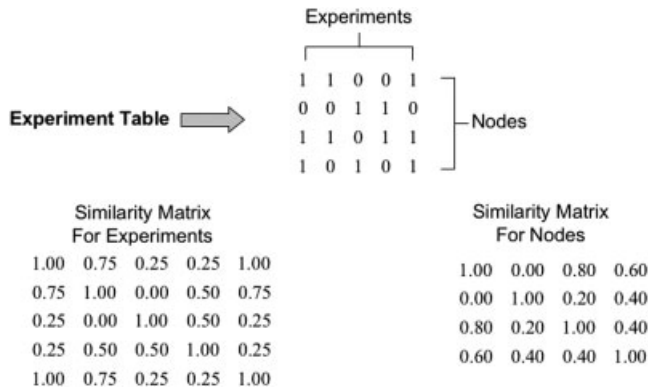 Experiments
1 1 0 0 1
0 0 1 1 0
1 1 0 1 1
1 0 1 0 1
Experiment Table
Nodes
Similarity Matrix
For Experiments
1.00 0.75 0.25 0.25 1.00
0.75 1.00 0.00 0.50 0.75
0.25 0.00 1.00 0.50 0.25
0.25 0.50 0.50 1.00 0.25
1.00 0.75 0.25 0.25 1.00
Similarity Matrix
For Nodes
1.00 0.00 0.80 0.60
0.00 1.00 0.20 0.40
0.80 0.20 1.00 0.40
0.60 0.40 0.40 1.00